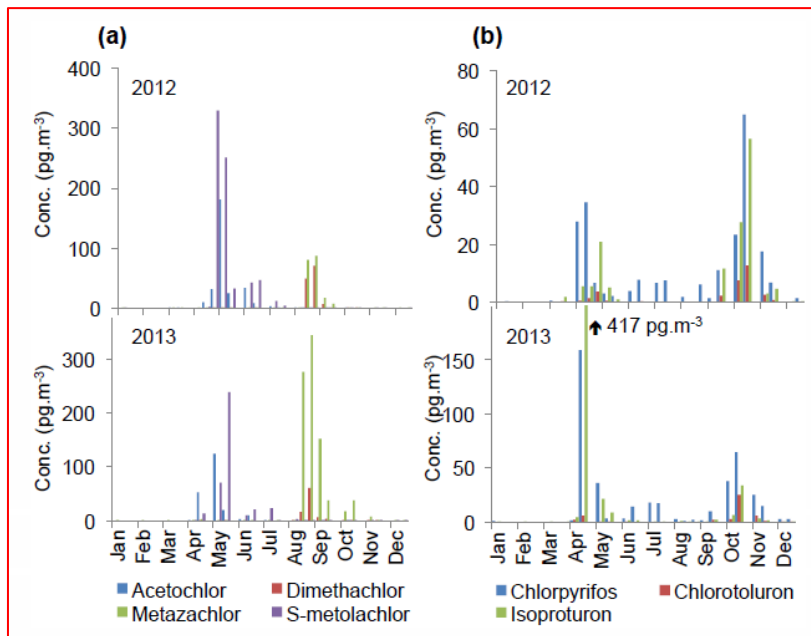 (a)
(b)
400
300
200
100
0
Conc. (pg.m⁻³)
2012
80
60
40
20
0
Conc. (pg.m⁻³)
2012
300
200
100
0
Conc. (pg.m⁻³)
2013
150
100
50
0
Conc. (pg.m⁻³)
2013
417 pg.m⁻³
Jan Feb Mar Apr May Jun Jul Aug Sep Oct Nov Dec
Jan Feb Mar Apr May Jun Jul Aug Sep Oct Nov Dec
Acetochlor Dimethachlor
Metazachlor S-metolachlor
Chlorpyrifos Chlorotoluron
Isoproturon